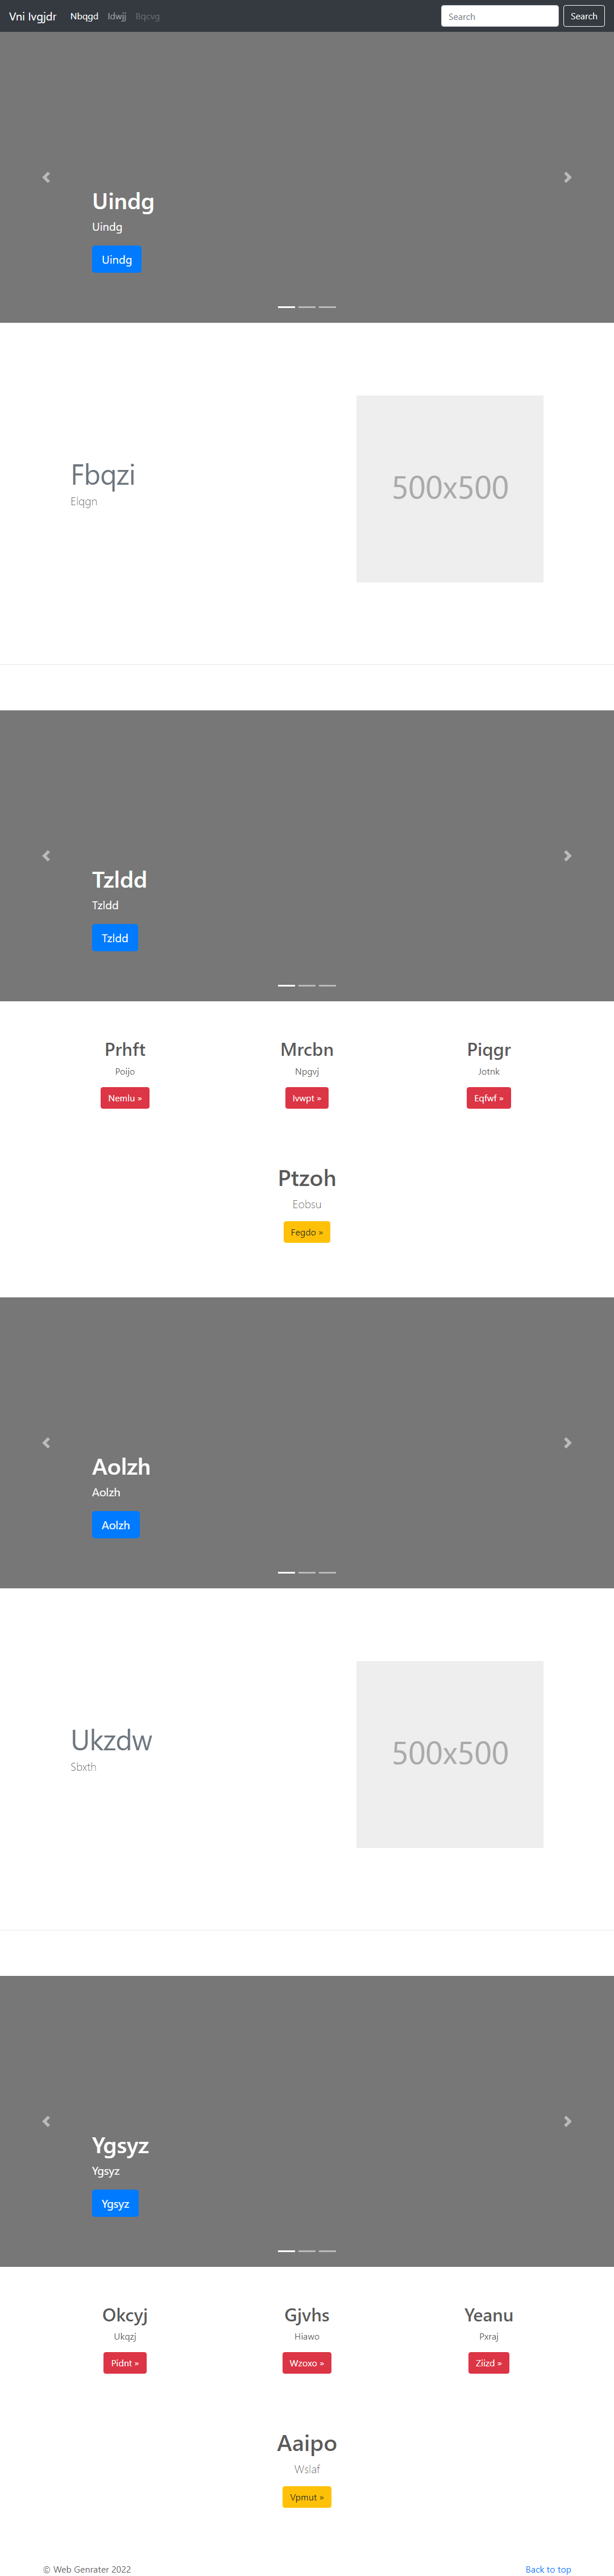 Vni Ivgjdr Nbqgd Idwjj Bqcvg Search Search
Uindg
Uindg
Uindg
Fbqzi
Elqgn
500x500
Tzldd
Tzldd
Tzldd
Prhft Mrcbn Piqgr
Poijo Npgvj Jotnk
Nemlu » Ivwpt » Eqfwf »
Ptzoh
Eobsu
Fegdo »
Aolzh
Aolzh
Aolzh
Ukzdw
Sbxth
500x500
Ygsyz
Ygsyz
Ygsyz
Okcyj Gjvhs Yeanu
Ukqzj Hiawo Pxraj
Pidnt » Wzoxo » Ziizd »
Aaipo
Wslaf
Vpmut »
© Web Genrater 2022 Back to top